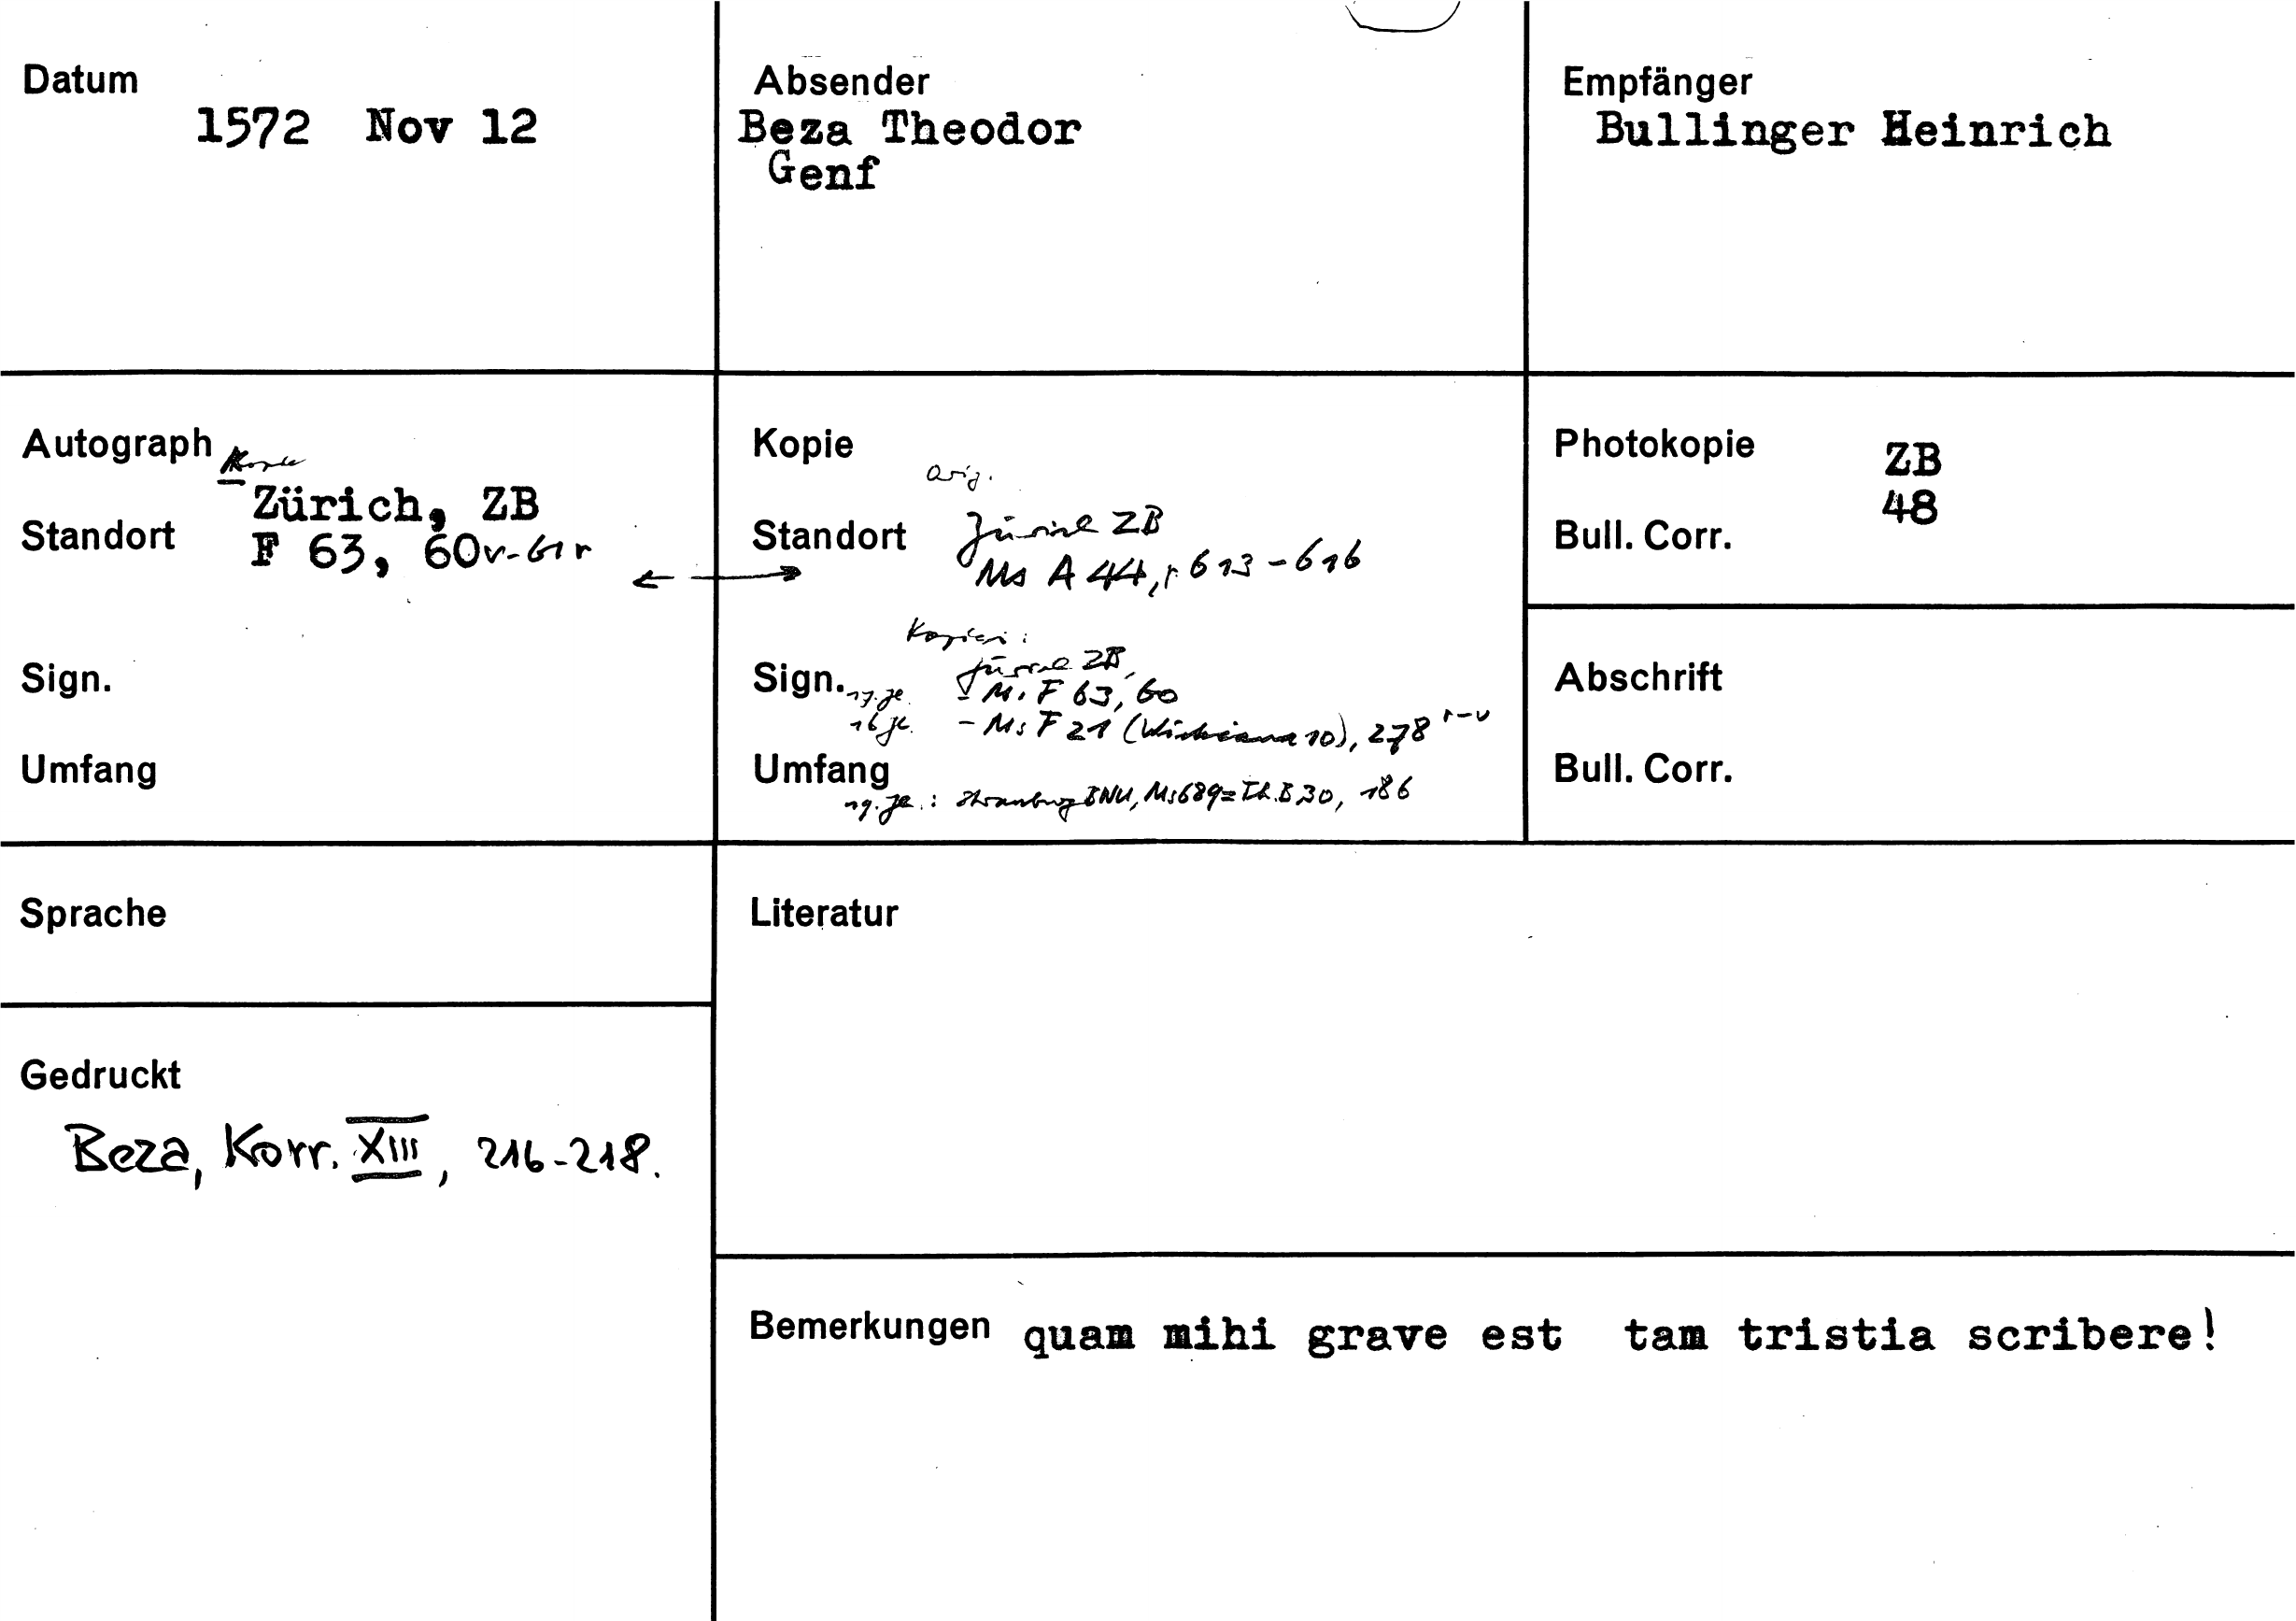 Datum
1572 Nov 12
Absender
Beza Theodor
Genf
Empfänger
Bullinger Heinrich
Autograph
Kopie
Standort
Zürich, ZB
F 63, 60v-61r
Sign.
Umfang
Kopie
Orig.
Standort
Zürich ZB
Ms A 44, 613-616
Kopien:
Sign.
Zürich ZB,
17. Jh. - Ms F 63, 60
16 Jh. - Ms F 21 (Wickiana 10), 278 r-v
Umfang
19. Jh.: Strassburg BNU, Ms 689 = Th. B 30, 186
Photokopie
ZB
48
Bull. Corr.
Abschrift
Bull. Corr.
Sprache
Literatur
Gedruckt
Beza, Korr. XIII, 216-218.
Bemerkungen
quam mihi grave est tam tristia scribere!